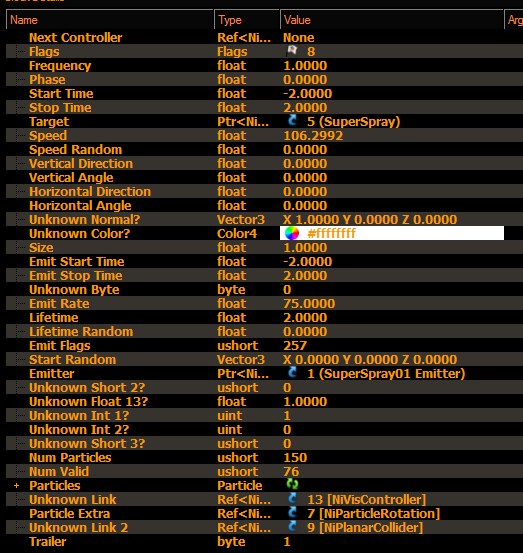 Name Type Value Arg
Next Controller Ref<Ni... None
Flags Flags 8
Frequency float 1.0000
Phase float 0.0000
Start Time float -2.0000
Stop Time float 2.0000
Target Ptr<Ni... 5 (SuperSpray)
Speed float 106.2992
Speed Random float 0.0000
Vertical Direction float 0.0000
Vertical Angle float 0.0000
Horizontal Direction float 0.0000
Horizontal Angle float 0.0000
Unknown Normal? Vector3 X 1.0000 Y 0.0000 Z 0.0000
Unknown Color? Color4 #ffffffff
Size float 1.0000
Emit Start Time float -2.0000
Emit Stop Time float 2.0000
Unknown Byte byte 0
Emit Rate float 75.0000
Lifetime float 2.0000
Lifetime Random float 0.0000
Emit Flags ushort 257
Start Random Vector3 X 0.0000 Y 0.0000 Z 0.0000
Emitter Ptr<Ni... 1 (SuperSpray01 Emitter)
Unknown Short 2? ushort 0
Unknown Float 13? float 1.0000
Unknown Int 1? uint 1
Unknown Int 2? uint 0
Unknown Short 3? ushort 0
Num Particles ushort 150
Num Valid ushort 76
Particles Particle
Unknown Link Ref<Ni... 13 [NiVisController]
Particle Extra Ref<Ni... 7 [NiParticleRotation]
Unknown Link 2 Ref<Ni... 9 [NiPlanarCollider]
Trailer byte 1